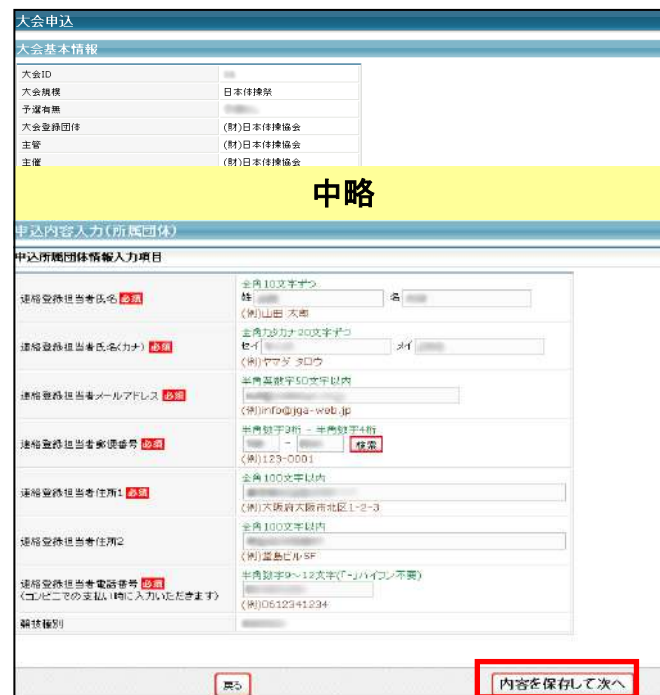 大会申込
大会基本情報
大会ID
大会規模 日本体操祭
予選有無
大会登録団体 (財)日本体操協会
主管 (財)日本体操協会
主催 (財)日本体操協会
中略
申込内容入力(所属団体)
申込所属団体情報入力項目
連絡登録担当者氏名 必須
全角10文字ずつ
姓 名
(例)山田 太郎
連絡登録担当者氏名(カナ) 必須
全角カタカナ20文字ずつ
セイ メイ
(例)ヤマダ タロウ
連絡登録担当者メールアドレス 必須
半角英数字50文字以内
(例)info@jga-web.jp
連絡登録担当者郵便番号 必須
半角数字3桁 - 半角数字4桁
- 検索
(例)123-0001
連絡登録担当者住所1 必須
全角100文字以内
(例)大阪府大阪市北区1-2-3
連絡登録担当者住所2
全角100文字以内
(例)堂島ビル5F
連絡登録担当者電話番号 必須
(コンビニでの支払い時に入力いただきます)
半角数字9～12文字(「-」ハイフン不要)
(例)0612341234
競技種別
戻る 内容を保存して次へ